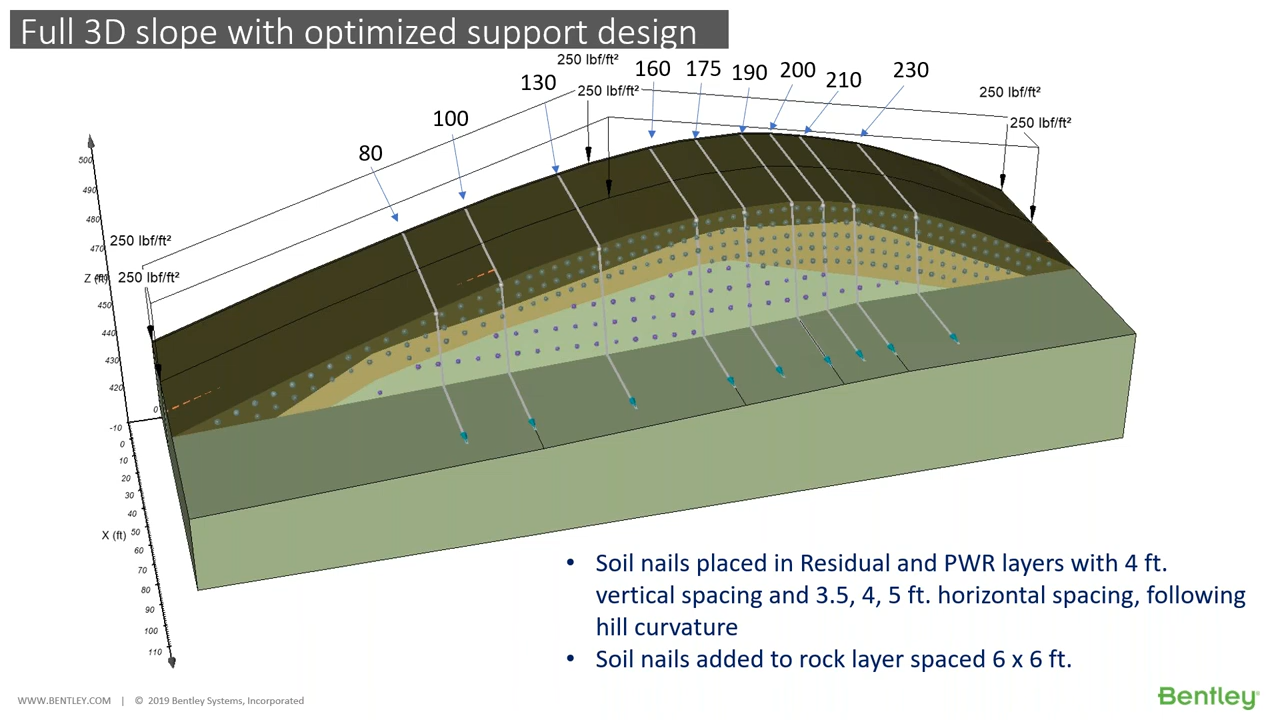 Full 3D slope with optimized support design
250 lbf/ft²
160
175
190
200
210
230
130
250 lbf/ft²
250 lbf/ft²
250 lbf/ft²
100
80
500
490
480
470
Z (ft)
450
440
430
420
0
250 lbf/ft²
250 lbf/ft²
-10
0
10
20
30
40
50
X (ft)
60
70
80
90
100
110
• Soil nails placed in Residual and PWR layers with 4 ft.
vertical spacing and 3.5, 4, 5 ft. horizontal spacing, following
hill curvature
• Soil nails added to rock layer spaced 6 x 6 ft.
WWW.BENTLEY.COM | © 2019 Bentley Systems, Incorporated
Bentley